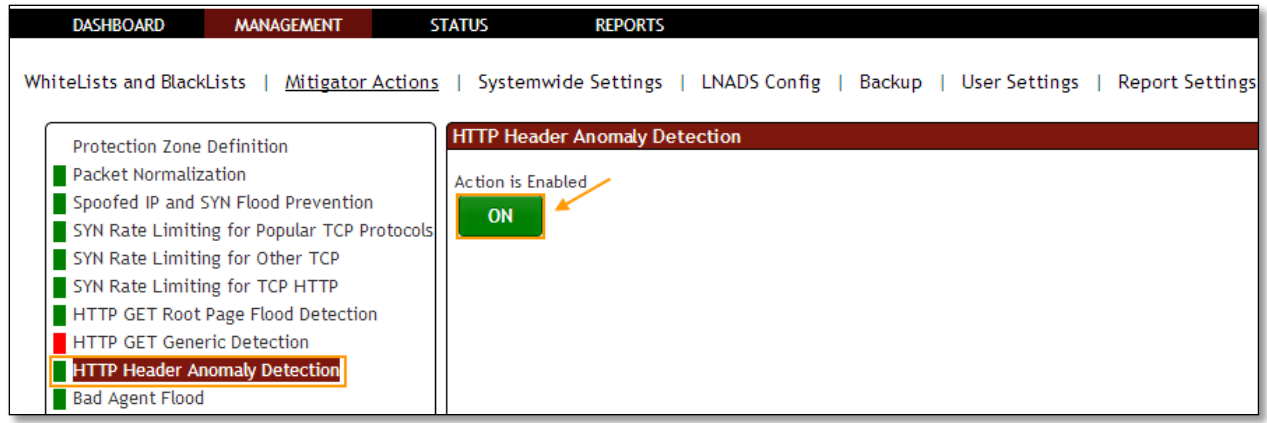 DASHBOARD MANAGEMENT STATUS REPORTS
WhiteLists and BlackLists | Mitigator Actions | Systemwide Settings | LNADS Config | Backup | User Settings | Report Settings
Protection Zone Definition
Packet Normalization
Spoofed IP and SYN Flood Prevention
SYN Rate Limiting for Popular TCP Protocols
SYN Rate Limiting for Other TCP
SYN Rate Limiting for TCP HTTP
HTTP GET Root Page Flood Detection
HTTP GET Generic Detection
HTTP Header Anomaly Detection
Bad Agent Flood
HTTP Header Anomaly Detection
Action is Enabled
ON